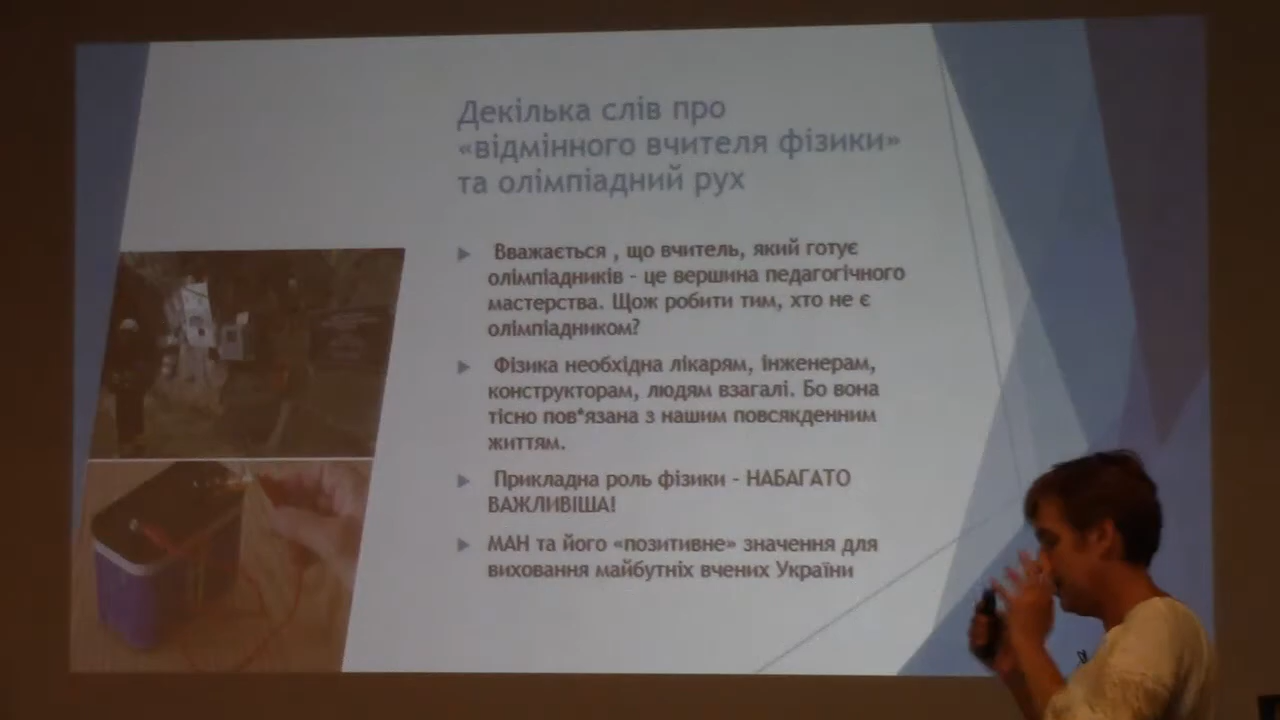 Декілька слів про
«відмінного вчителя фізики»
та олімпіадний рух
Вважається , що вчитель, який готує
олімпіадників - це вершина педагогічного
мастерства. Щож робити тим, хто не є
олімпіадником?
Фізика необхідна лікарям, інженерам,
конструкторам, людям взагалі. Бо вона
тісно пов*язана з нашим повсякденним
життям.
Прикладна роль фізики - НАБАГАТО
ВАЖЛИВІША!
МАН та його «позитивне» значення для
виховання майбутніх вчених України